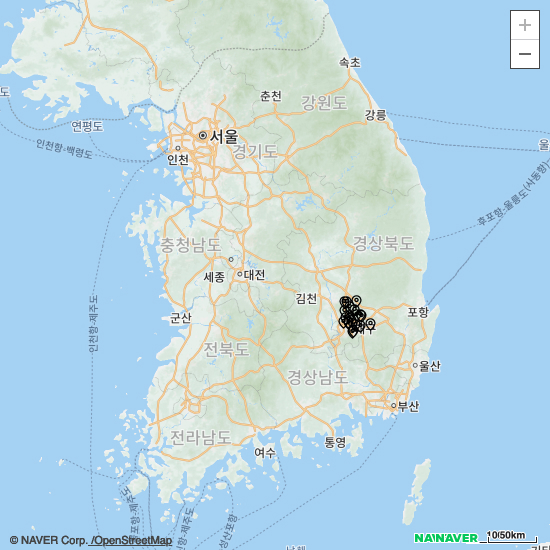 +
−
속초
춘천
강원도
연평도
강릉
서울
인천항-백령도
인천
경기도
후포항-울릉도(사동항)
충청남도
경상북도
세종
대전
김천
인천항-제주도
군산
포항
전북도
경상남도
울산
부산
전라남도
통영
여수
© NAVER Corp. /OpenStreetMap
NAVER
10/50km